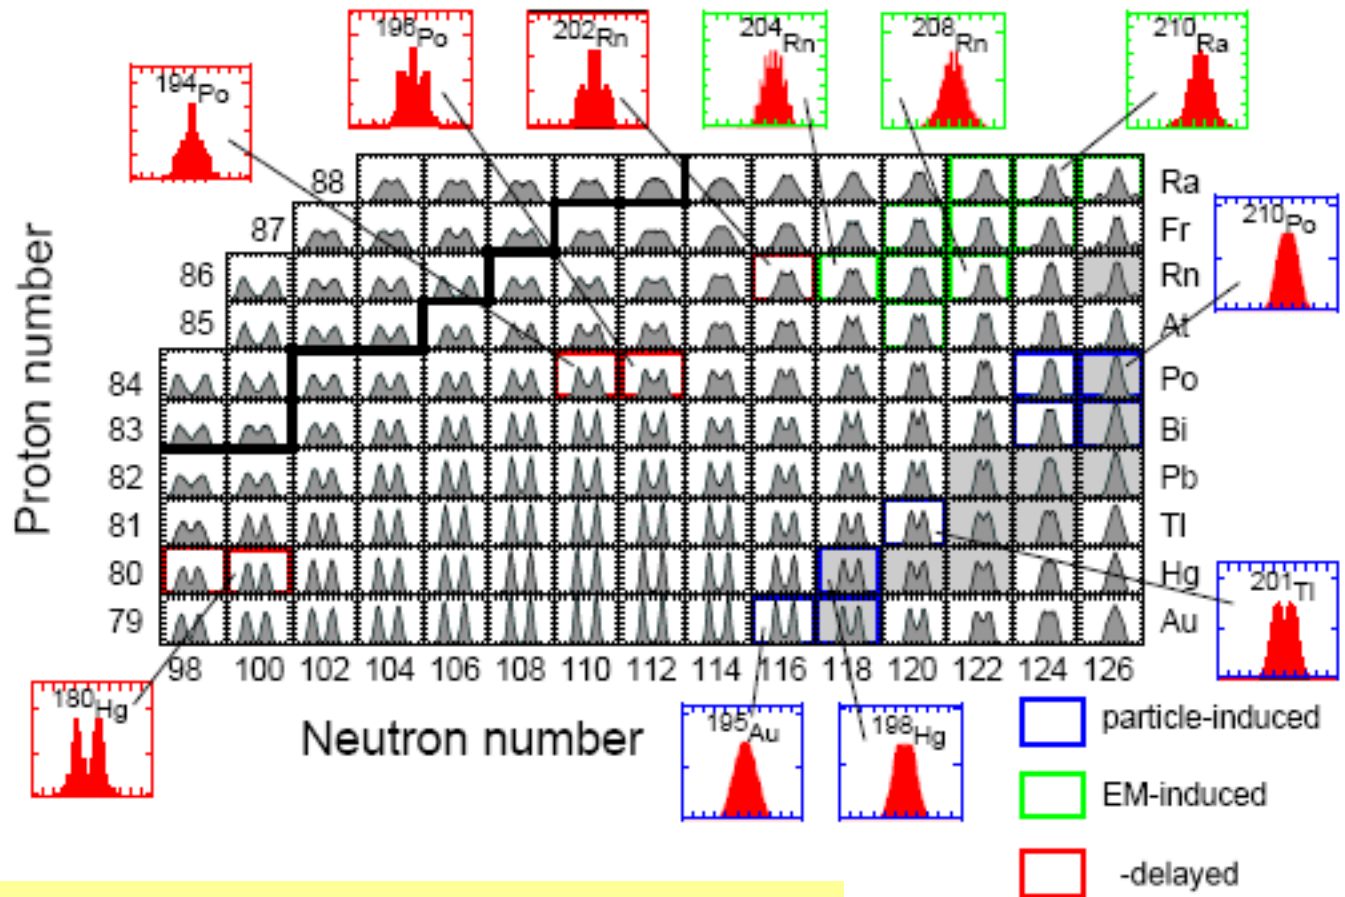 196Po
202Rn
204Rn
208Rn
210Ra
194Po
88
Ra
87
Fr
210Po
86
Rn
85
At
84
Po
83
Bi
82
Pb
81
Tl
80
Hg
201Tl
79
Au
98 100 102 104 106 108 110 112 114 116 118 120 122 124 126
Proton number
180Hg
Neutron number
195Au
198Hg
particle-induced
EM-induced
-delayed